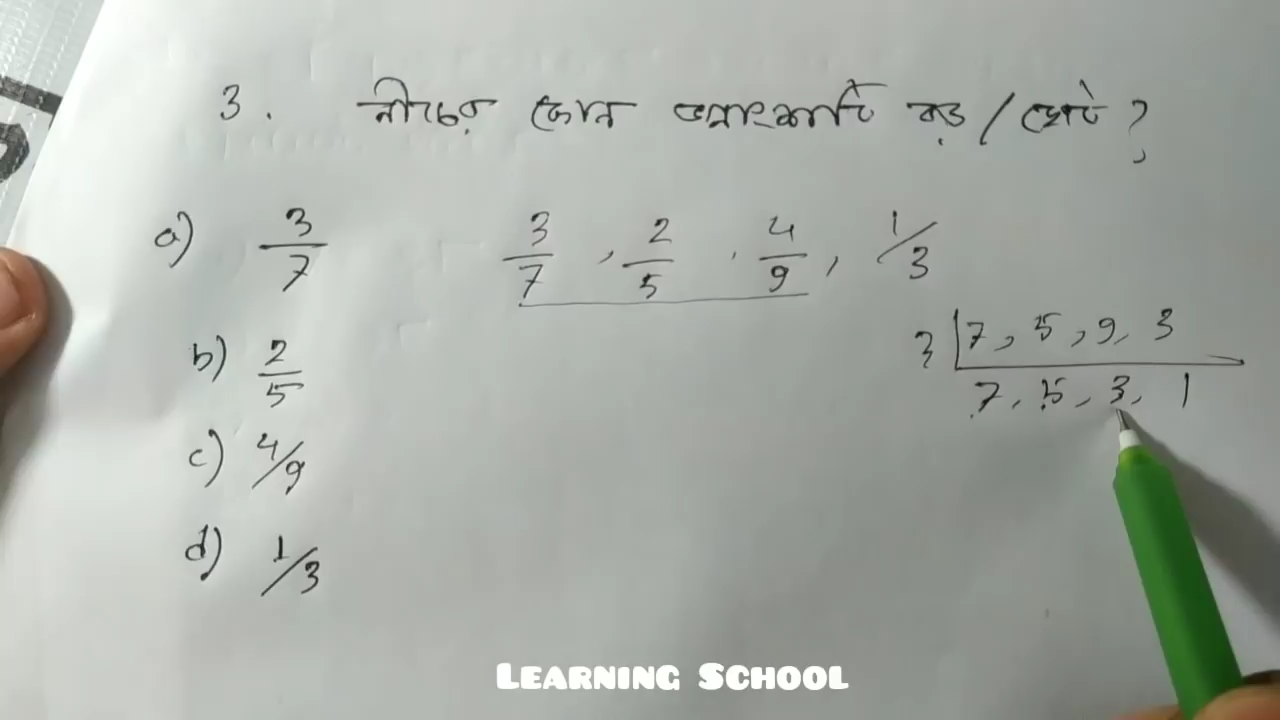 3. নীচের কোন ভগ্নাংশটি বড় / ছোট ?
a) 3/7
3/7 , 2/5 , 4/9 , 1/3
b) 2/5
3 | 7, 5, 9, 3
7, 5, 3, 1
c) 4/9
d) 1/3
LEARNING SCHOOL